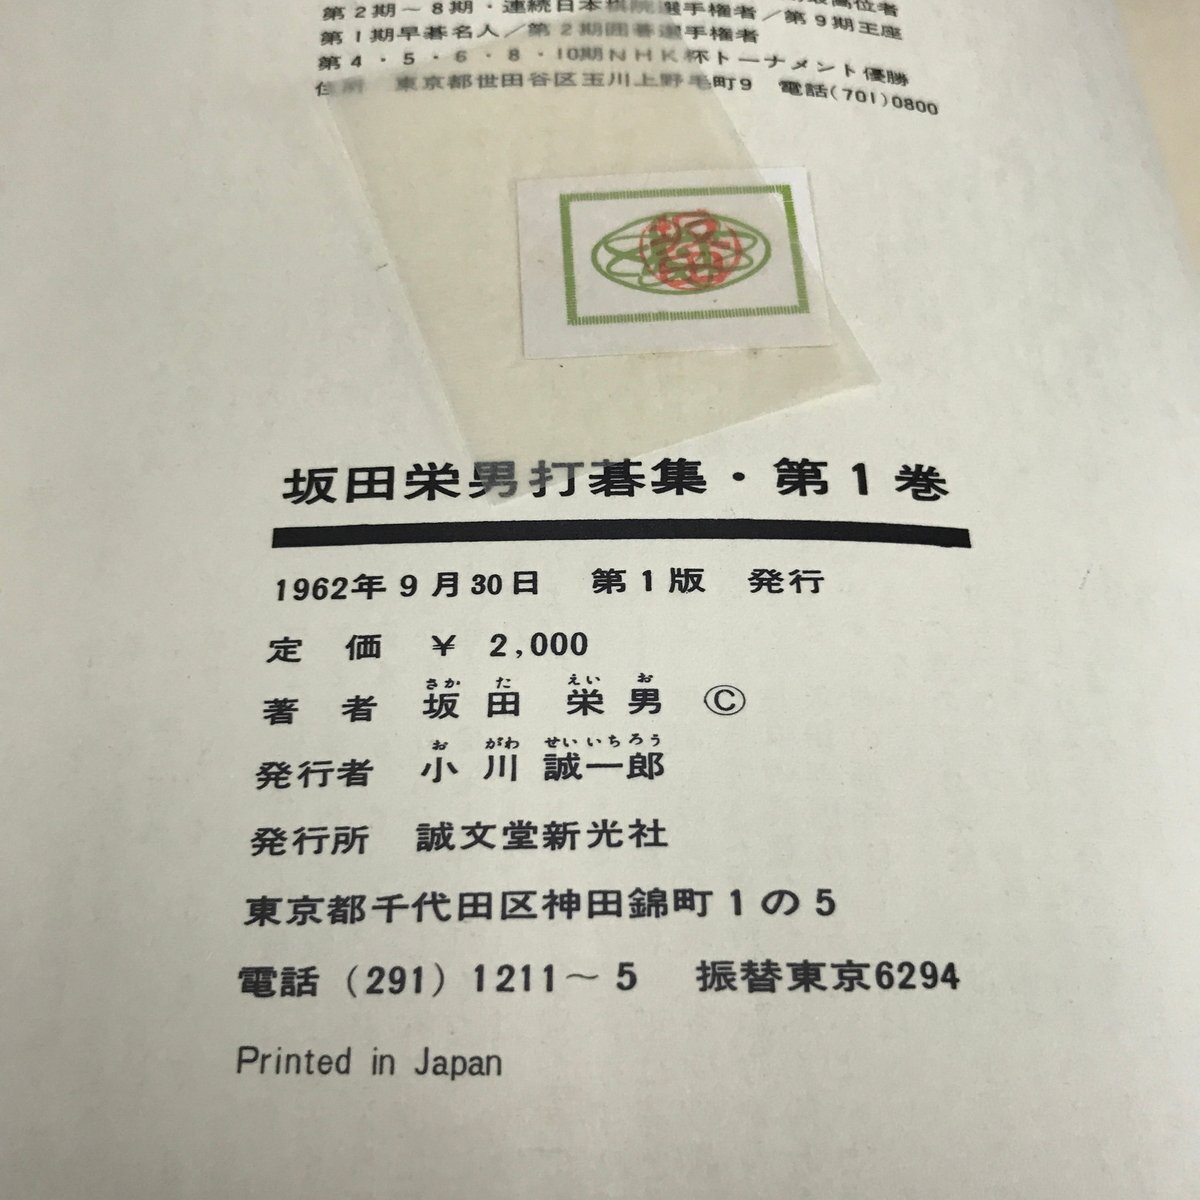 最高位者
第2期～8期・連続日本棋院選手権者／第9期王座
第1期早碁名人／第2期囲碁選手権者
第4・5・6・8・10期NHK杯トーナメント優勝
住所 東京都世田谷区玉川上野毛町9 電話(701)0800
坂田
坂田栄男打碁集・第1巻
1962年9月30日 第1版 発行
定価 ¥ 2,000
さか た えい お
著者 坂田 栄男 Ⓒ
お がわ せいいちろう
発行者 小川 誠一郎
発行所 誠文堂新光社
東京都千代田区神田錦町1の5
電話（291）1211～5 振替東京6294
Printed in Japan